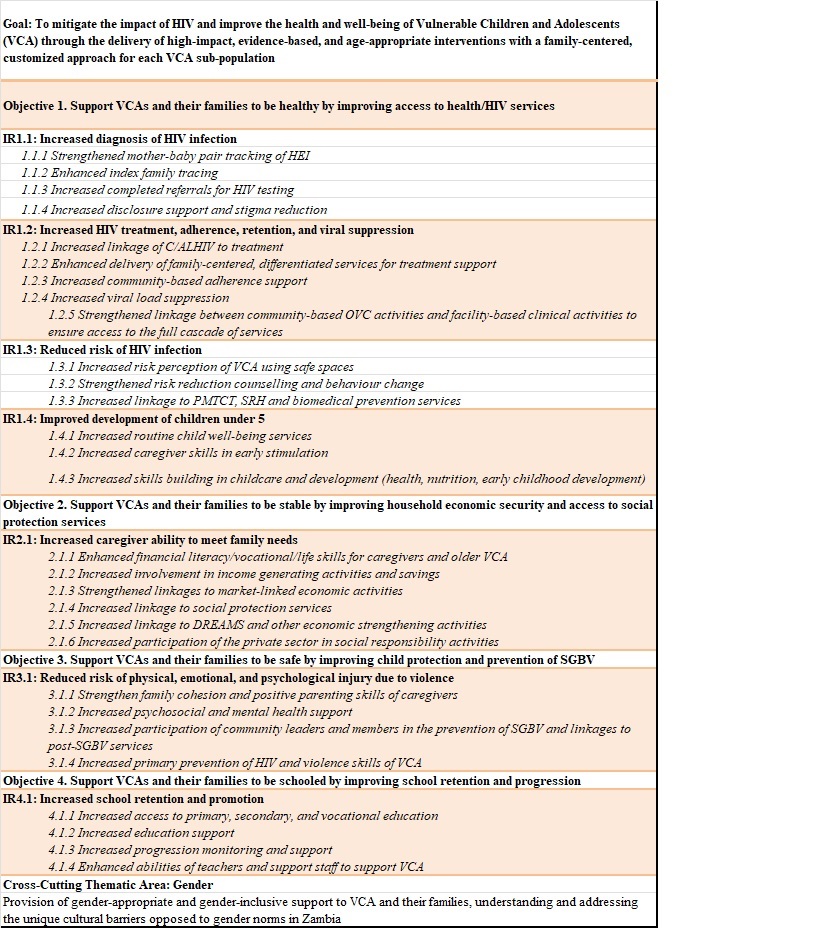 Goal: To mitigate the impact of HIV and improve the health and well-being of Vulnerable Children and Adolescents
(VCA) through the delivery of high-impact, evidence-based, and age-appropriate interventions with a family-centered,
customized approach for each VCA sub-population
Objective 1. Support VCAs and their families to be healthy by improving access to health/HIV services
IR1.1: Increased diagnosis of HIV infection
1.1.1 Strengthened mother-baby pair tracking of HEI
1.1.2 Enhanced index family tracing
1.1.3 Increased completed referrals for HIV testing
1.1.4 Increased disclosure support and stigma reduction
IR1.2: Increased HIV treatment, adherence, retention, and viral suppression
1.2.1 Increased linkage of C/ALHIV to treatment
1.2.2 Enhanced delivery of family-centered, differentiated services for treatment support
1.2.3 Increased community-based adherence support
1.2.4 Increased viral load suppression
1.2.5 Strengthened linkage between community-based OVC activities and facility-based clinical activities to
ensure access to the full cascade of services
IR1.3: Reduced risk of HIV infection
1.3.1 Increased risk perception of VCA using safe spaces
1.3.2 Strengthened risk reduction counselling and behaviour change
1.3.3 Increased linkage to PMTCT, SRH and biomedical prevention services
IR1.4: Improved development of children under 5
1.4.1 Increased routine child well-being services
1.4.2 Increased caregiver skills in early stimulation
1.4.3 Increased skills building in childcare and development (health, nutrition, early childhood development)
Objective 2. Support VCAs and their families to be stable by improving household economic security and access to social
protection services
IR2.1: Increased caregiver ability to meet family needs
2.1.1 Enhanced financial literacy/vocational/life skills for caregivers and older VCA
2.1.2 Increased involvement in income generating activities and savings
2.1.3 Strengthened linkages to market-linked economic activities
2.1.4 Increased linkage to social protection services
2.1.5 Increased linkage to DREAMS and other economic strengthening activities
2.1.6 Increased participation of the private sector in social responsibility activities
Objective 3. Support VCAs and their families to be safe by improving child protection and prevention of SGBV
IR3.1: Reduced risk of physical, emotional, and psychological injury due to violence
3.1.1 Strengthen family cohesion and positive parenting skills of caregivers
3.1.2 Increased psychosocial and mental health support
3.1.3 Increased participation of community leaders and members in the prevention of SGBV and linkages to
post-SGBV services
3.1.4 Increased primary prevention of HIV and violence skills of VCA
Objective 4. Support VCAs and their families to be schooled by improving school retention and progression
IR4.1: Increased school retention and promotion
4.1.1 Increased access to primary, secondary, and vocational education
4.1.2 Increased education support
4.1.3 Increased progression monitoring and support
4.1.4 Enhanced abilities of teachers and support staff to support VCA
Cross-Cutting Thematic Area: Gender
Provision of gender-appropriate and gender-inclusive support to VCA and their families, understanding and addressing
the unique cultural barriers opposed to gender norms in Zambia